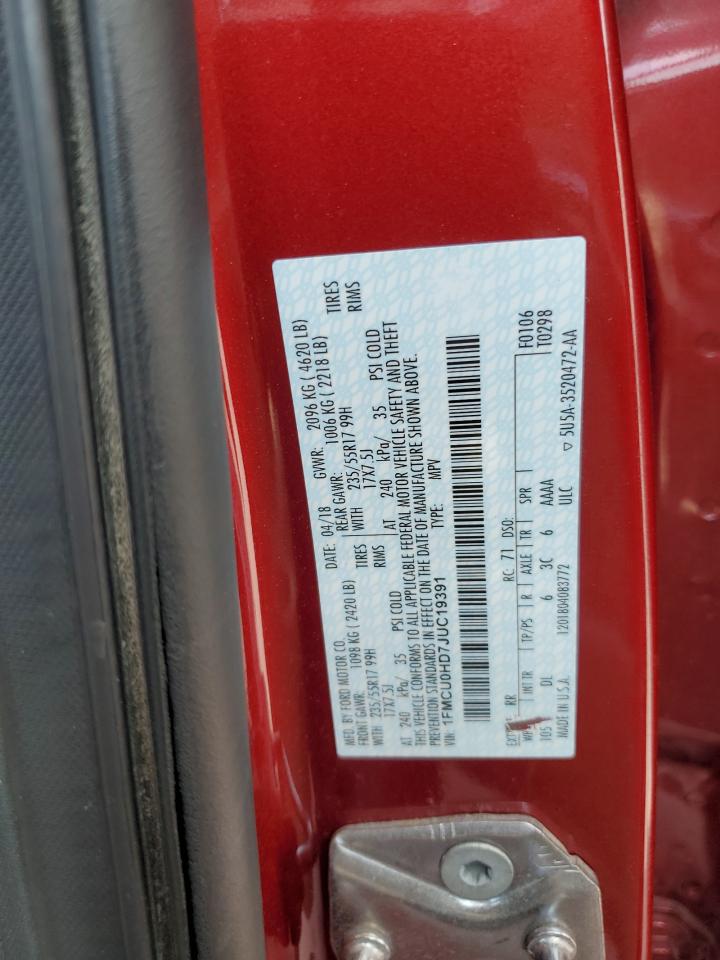 MFD. BY FORD MOTOR CO. DATE: 04/18 GVWR: 2096 KG ( 4620 LB)
FRONT GAWR: 1098 KG ( 2420 LB) REAR GAWR: 1006 KG ( 2218 LB)
WITH 235/55R17 99H TIRES WITH 235/55R17 99H TIRES
17X7.5J RIMS 17X7.5J RIMS
AT 240 kPa/ 35 PSI COLD AT 240 kPa/ 35 PSI COLD
THIS VEHICLE CONFORMS TO ALL APPLICABLE FEDERAL MOTOR VEHICLE SAFETY AND THEFT
PREVENTION STANDARDS IN EFFECT ON THE DATE OF MANUFACTURE SHOWN ABOVE.
VIN: 1FMCU0HD7JUC19391 TYPE: MPV
EXT RR RC: 71 DSO: F0106
WB INT TR TP/PS R AXLE TR SPR T0298
105 DL 6 3C 6 AAAA
MADE IN U.S.A. 1201804083772 ULC ▽ 5U5A-3520472-AA